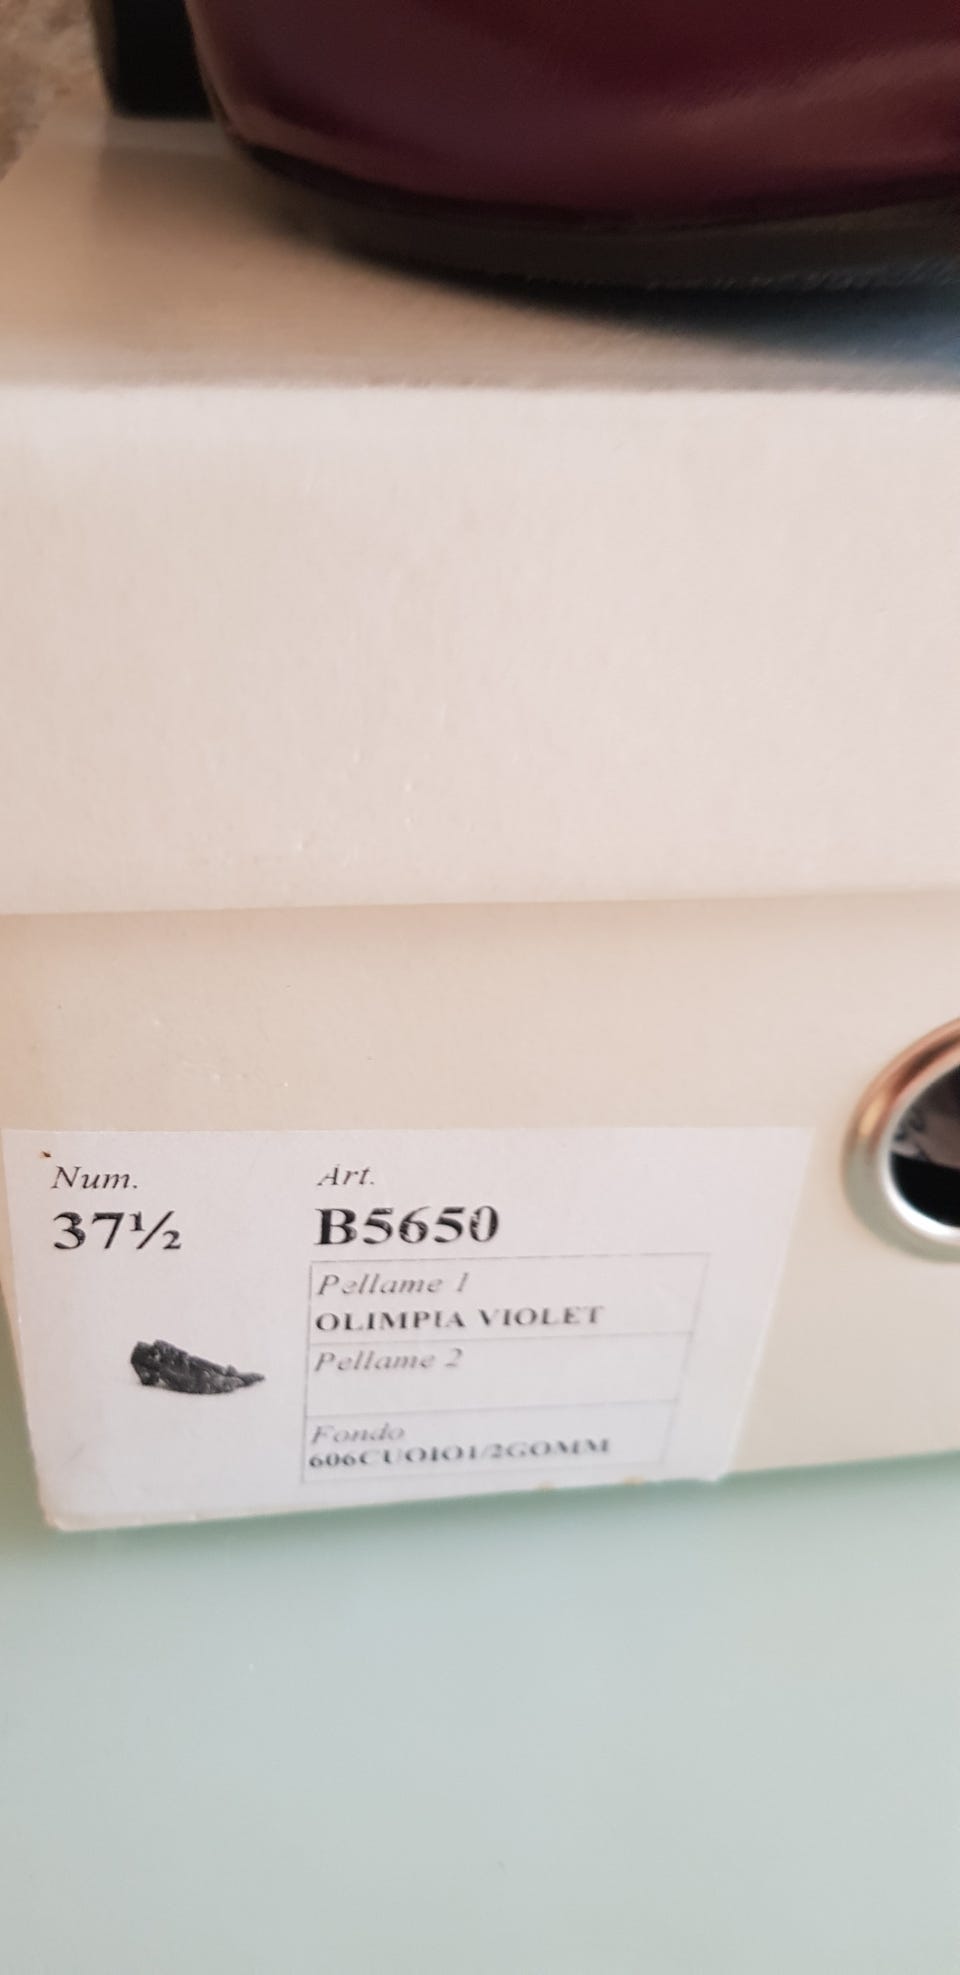 Num.
37½
Art.
B5650
Pellame 1
OLIMPIA VIOLET
Pellame 2
Fondo
606CUOIO1/2GOMM